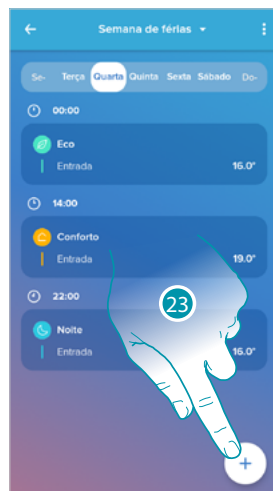 Semana de férias
Se- Terça Quarta Quinta Sexta Sábado Do-
00:00
Eco
Entrada 16.0°
14:00
Conforto
Entrada 19.0°
22:00
Noite
Entrada 16.0°
23
+